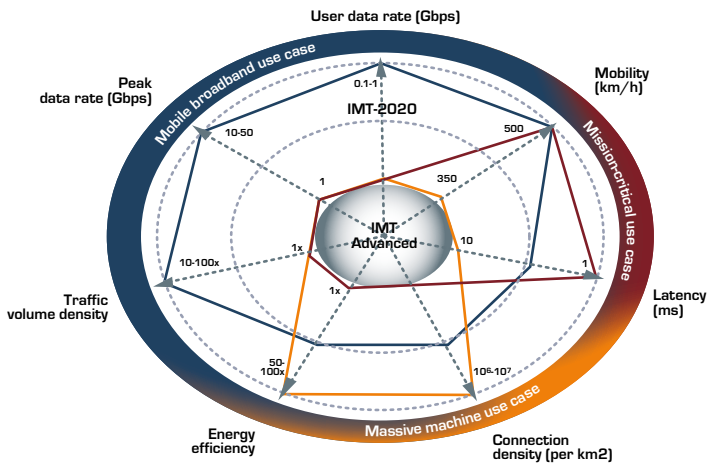 User data rate (Gbps)
Peak
data rate (Gbps)
Mobile broadband use case
0.1-1
Mobility
(km/h)
IMT-2020
10-50
500
Mission-critical use case
1
350
IMT
Advanced
10
1x
10-100x
1
Traffic
volume density
1x
Latency
(ms)
50-
100x
10⁶-10⁷
Massive machine use case
Energy
efficiency
Connection
density (per km2)